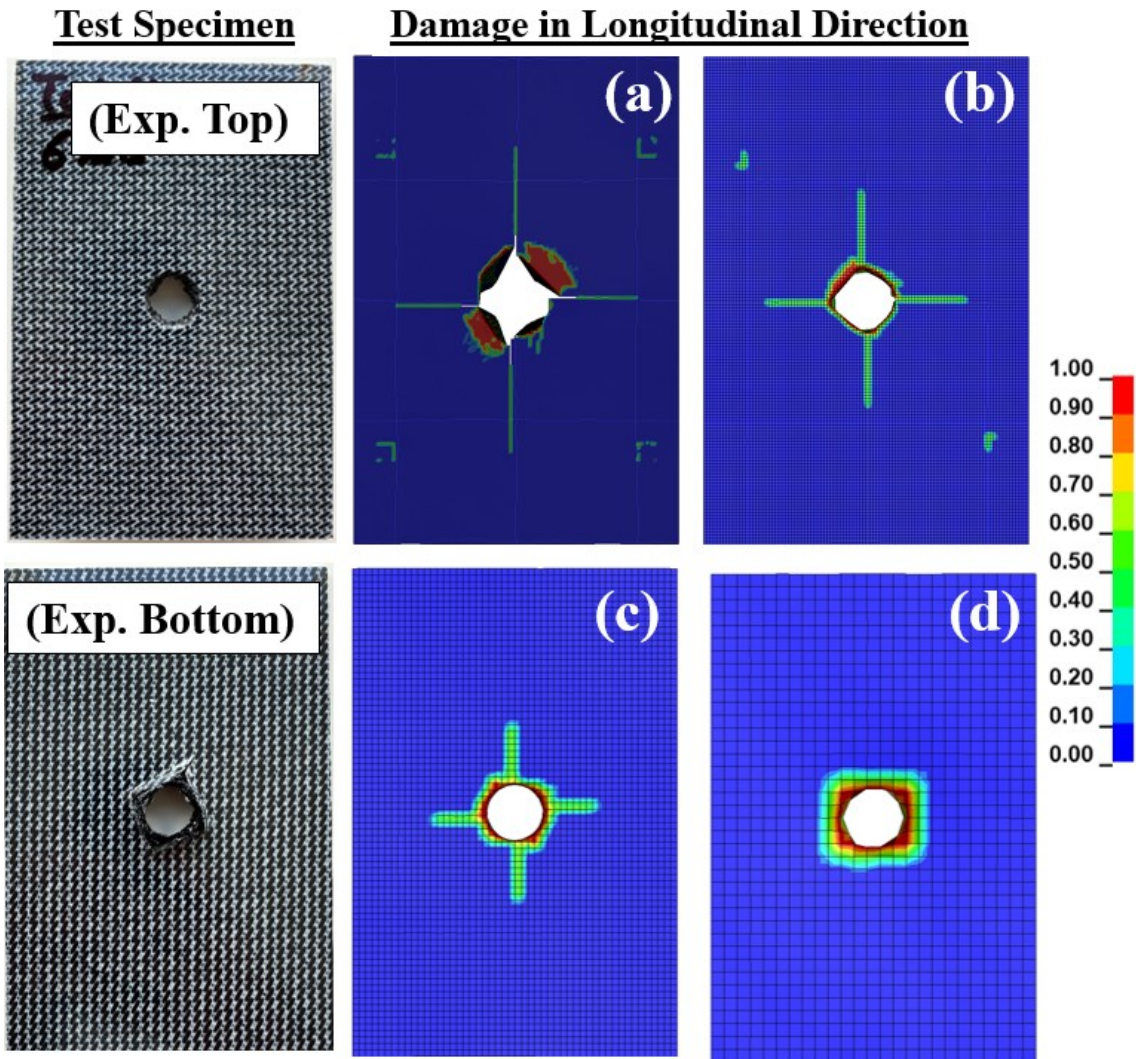 Test Specimen
Damage in Longitudinal Direction
(Exp. Top)
(a)
(b)
(Exp. Bottom)
(c)
(d)
1.00
0.90
0.80
0.70
0.60
0.50
0.40
0.30
0.20
0.10
0.00